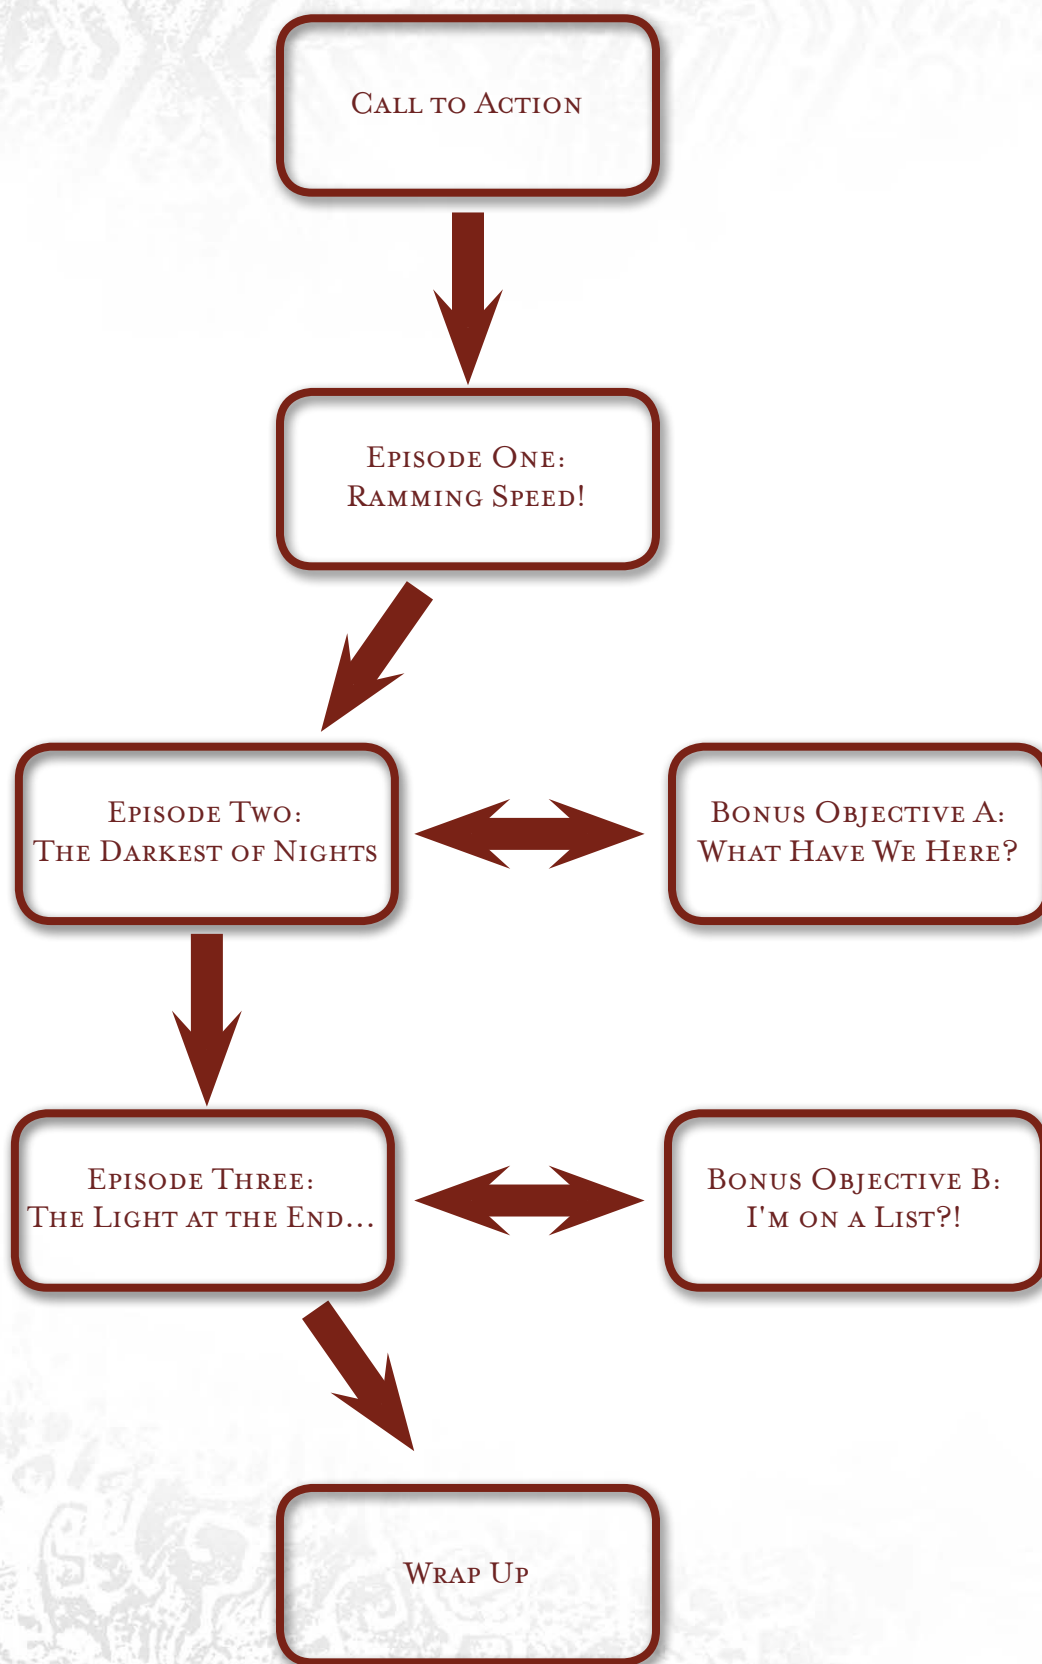 Call to Action
Episode One:
Ramming Speed!
Episode Two:
The Darkest of Nights
Bonus Objective A:
What Have We Here?
Episode Three:
The Light at the End...
Bonus Objective B:
I'm on a List?!
Wrap Up